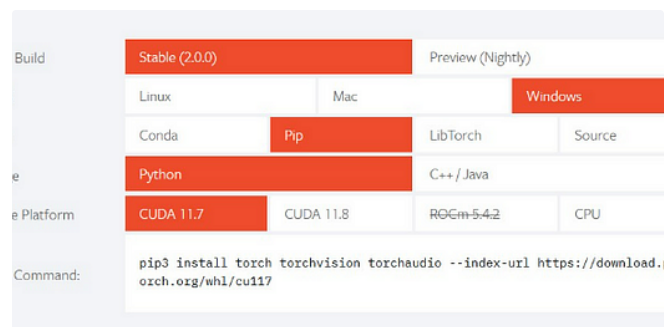 Build Stable (2.0.0) Preview (Nightly)
Linux Mac Windows
Conda Pip LibTorch Source
e Python C++ / Java
e Platform CUDA 11.7 CUDA 11.8 ROCm 5.4.2 CPU
Command: pip3 install torch torchvision torchaudio --index-url https://download.p
orch.org/whl/cu117